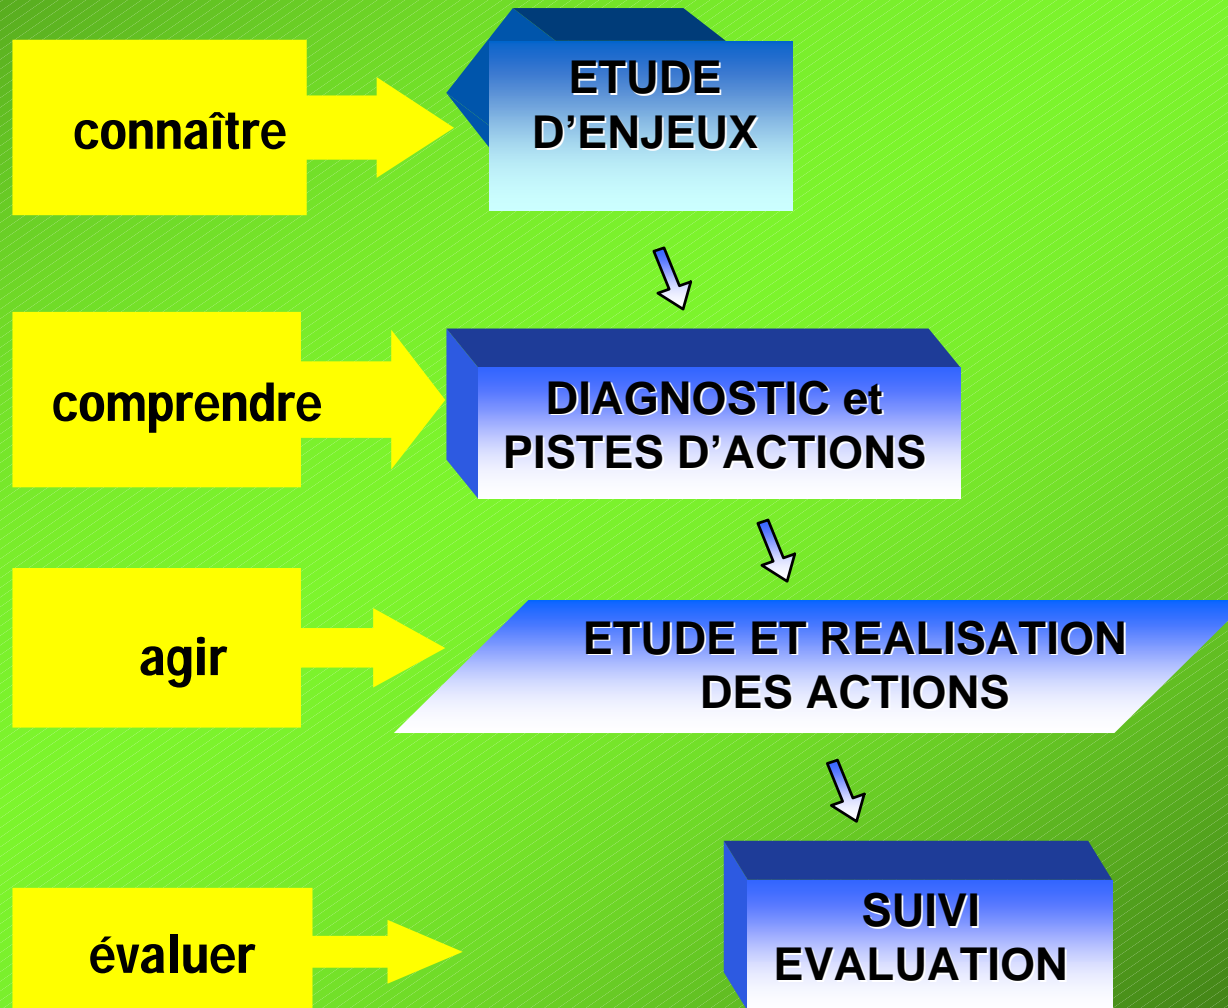 connaître
ETUDE
D’ENJEUX
comprendre
DIAGNOSTIC et
PISTES D’ACTIONS
agir
ETUDE ET REALISATION
DES ACTIONS
évaluer
SUIVI
EVALUATION